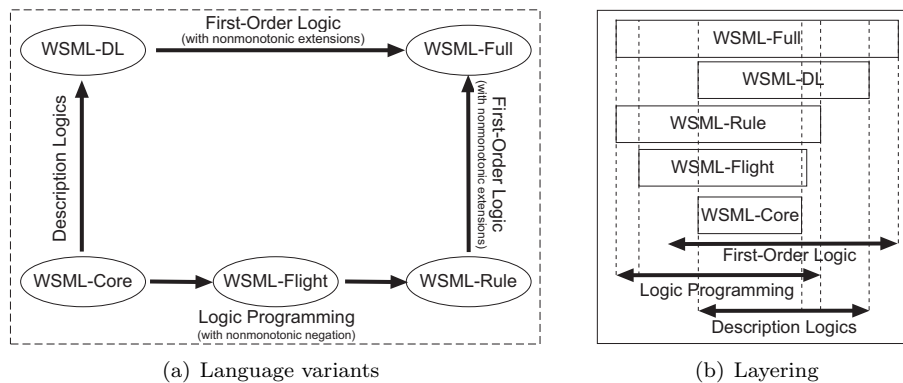 First-Order Logic
(with nonmonotonic extensions)
WSML-DL
WSML-Full
Description Logics
First-Order Logic
(with nonmonotonic extensions)
WSML-Core
WSML-Flight
WSML-Rule
Logic Programming
(with nonmonotonic negation)
(a) Language variants
WSML-Full
WSML-DL
WSML-Rule
WSML-Flight
WSML-Core
First-Order Logic
Logic Programming
Description Logics
(b) Layering